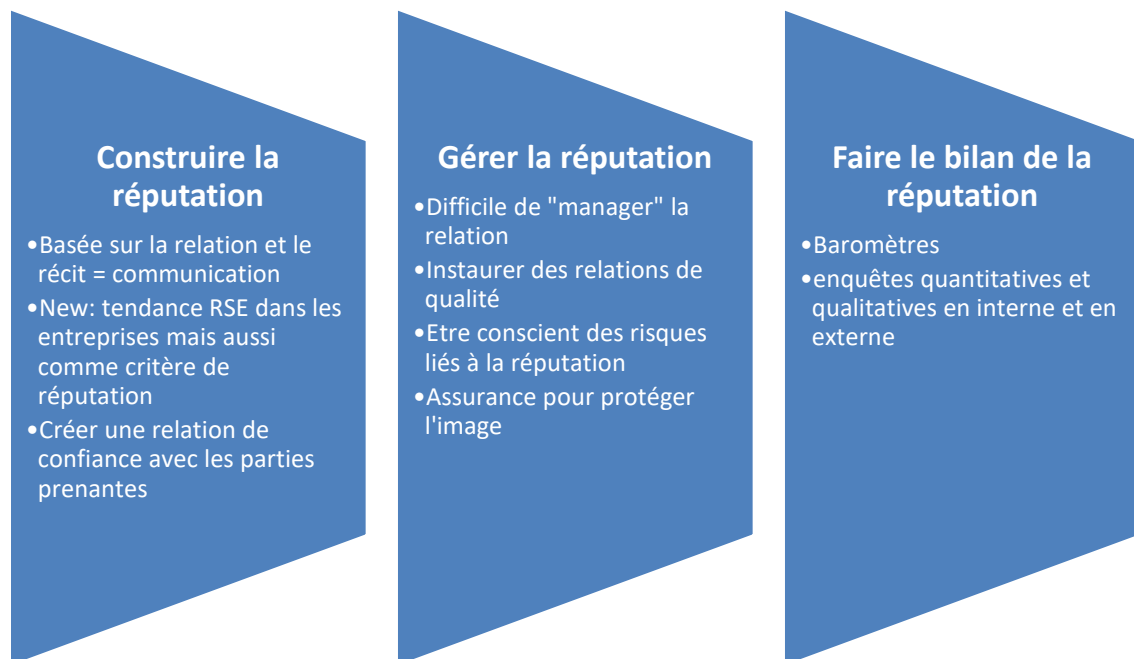 Construire la
réputation
•Basée sur la relation et le
récit = communication
•New: tendance RSE dans les
entreprises mais aussi
comme critère de
réputation
•Créer une relation de
confiance avec les parties
prenantes
Gérer la réputation
•Difficile de "manager" la
relation
•Instaurer des relations de
qualité
•Etre conscient des risques
liés à la réputation
•Assurance pour protéger
l'image
Faire le bilan de la
réputation
•Baromètres
•enquêtes quantitatives et
qualitatives en interne et en
externe